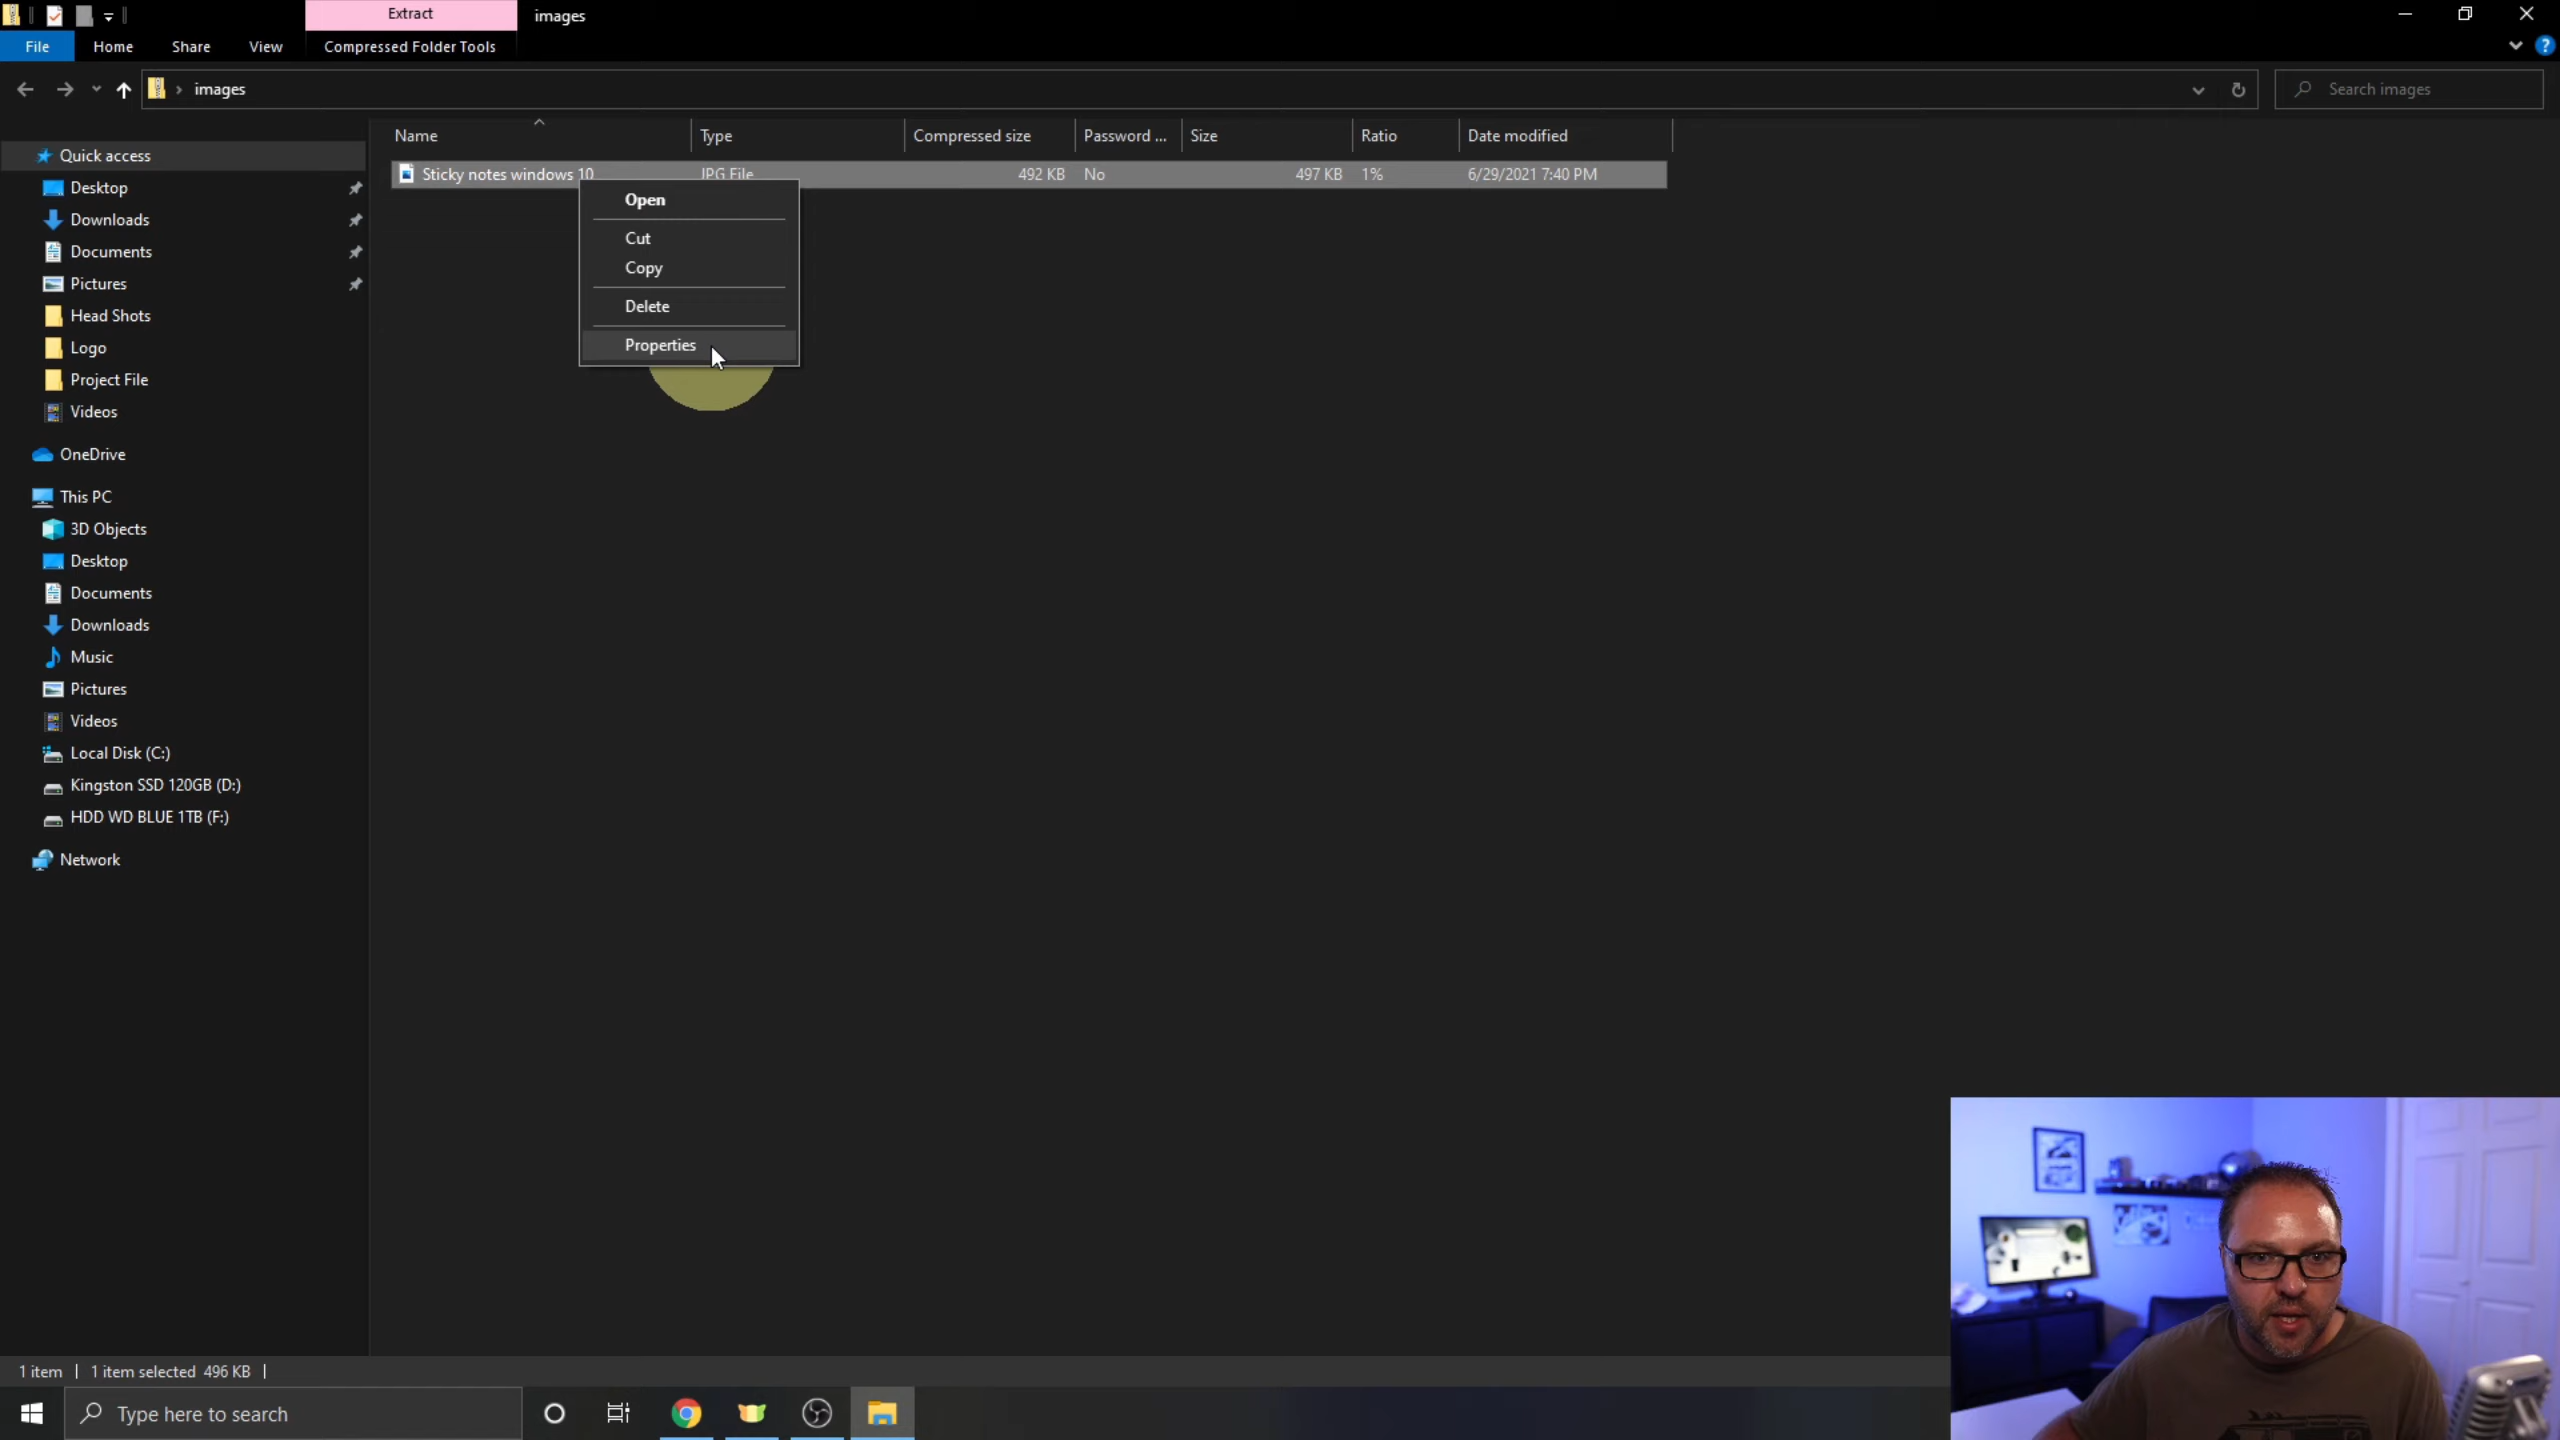 Extract
images
File
Home
Share
View
Compressed Folder Tools
images
Search images
Name
Type
Compressed size
Password ...
Size
Ratio
Date modified
Sticky notes windows 10
JPG File
492 KB
No
497 KB
1%
6/29/2021 7:40 PM
Open
Cut
Copy
Delete
Properties
Quick access
Desktop
Downloads
Documents
Pictures
Head Shots
Logo
Project File
Videos
OneDrive
This PC
3D Objects
Desktop
Documents
Downloads
Music
Pictures
Videos
Local Disk (C:)
Kingston SSD 120GB (D:)
HDD WD BLUE 1TB (F:)
Network
1 item
1 item selected 496 KB
Type here to search